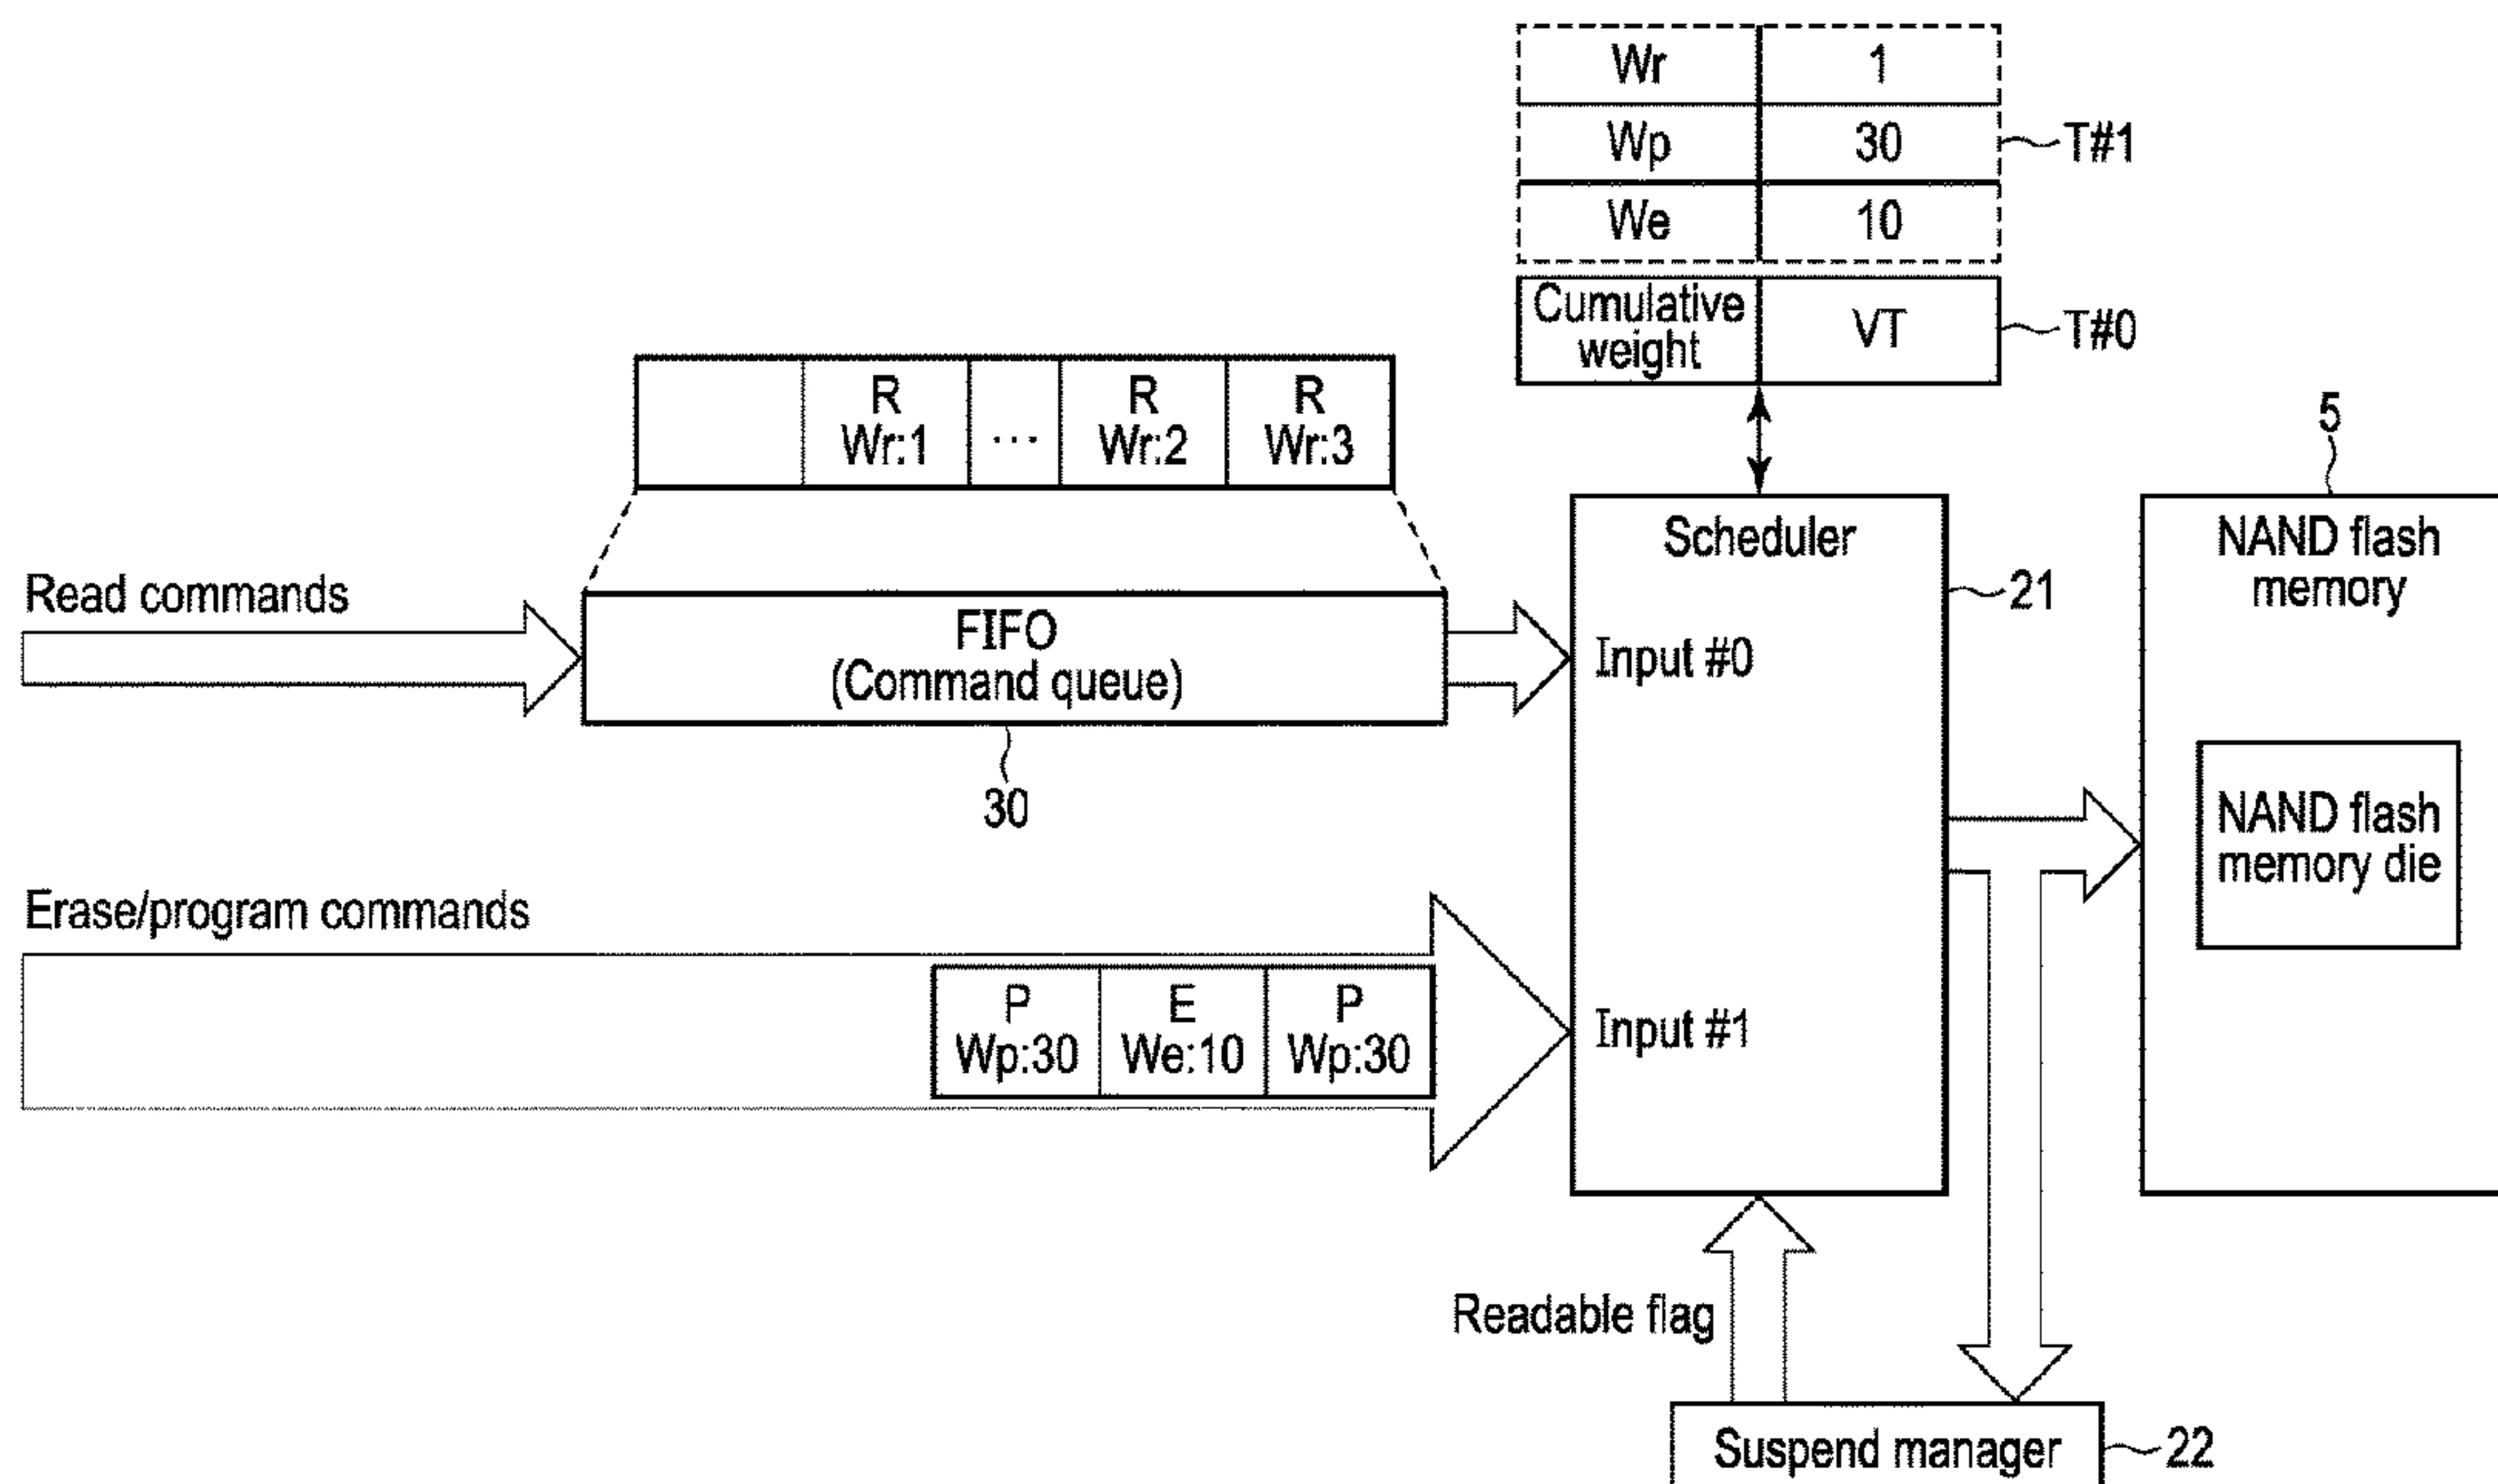 Wr 1
Wp 30
T#1
We 10
Cumulative
weight
VT
T#0
R
Wr:1
...
R
Wr:2
R
Wr:3
5
Scheduler
NAND flash
memory
21
Read commands
FIFO
(Command queue)
Input #0
30
NAND flash
memory die
Erase/program commands
P
Wp:30
E
We:10
P
Wp:30
Input #1
Readable flag
Suspend manager
22